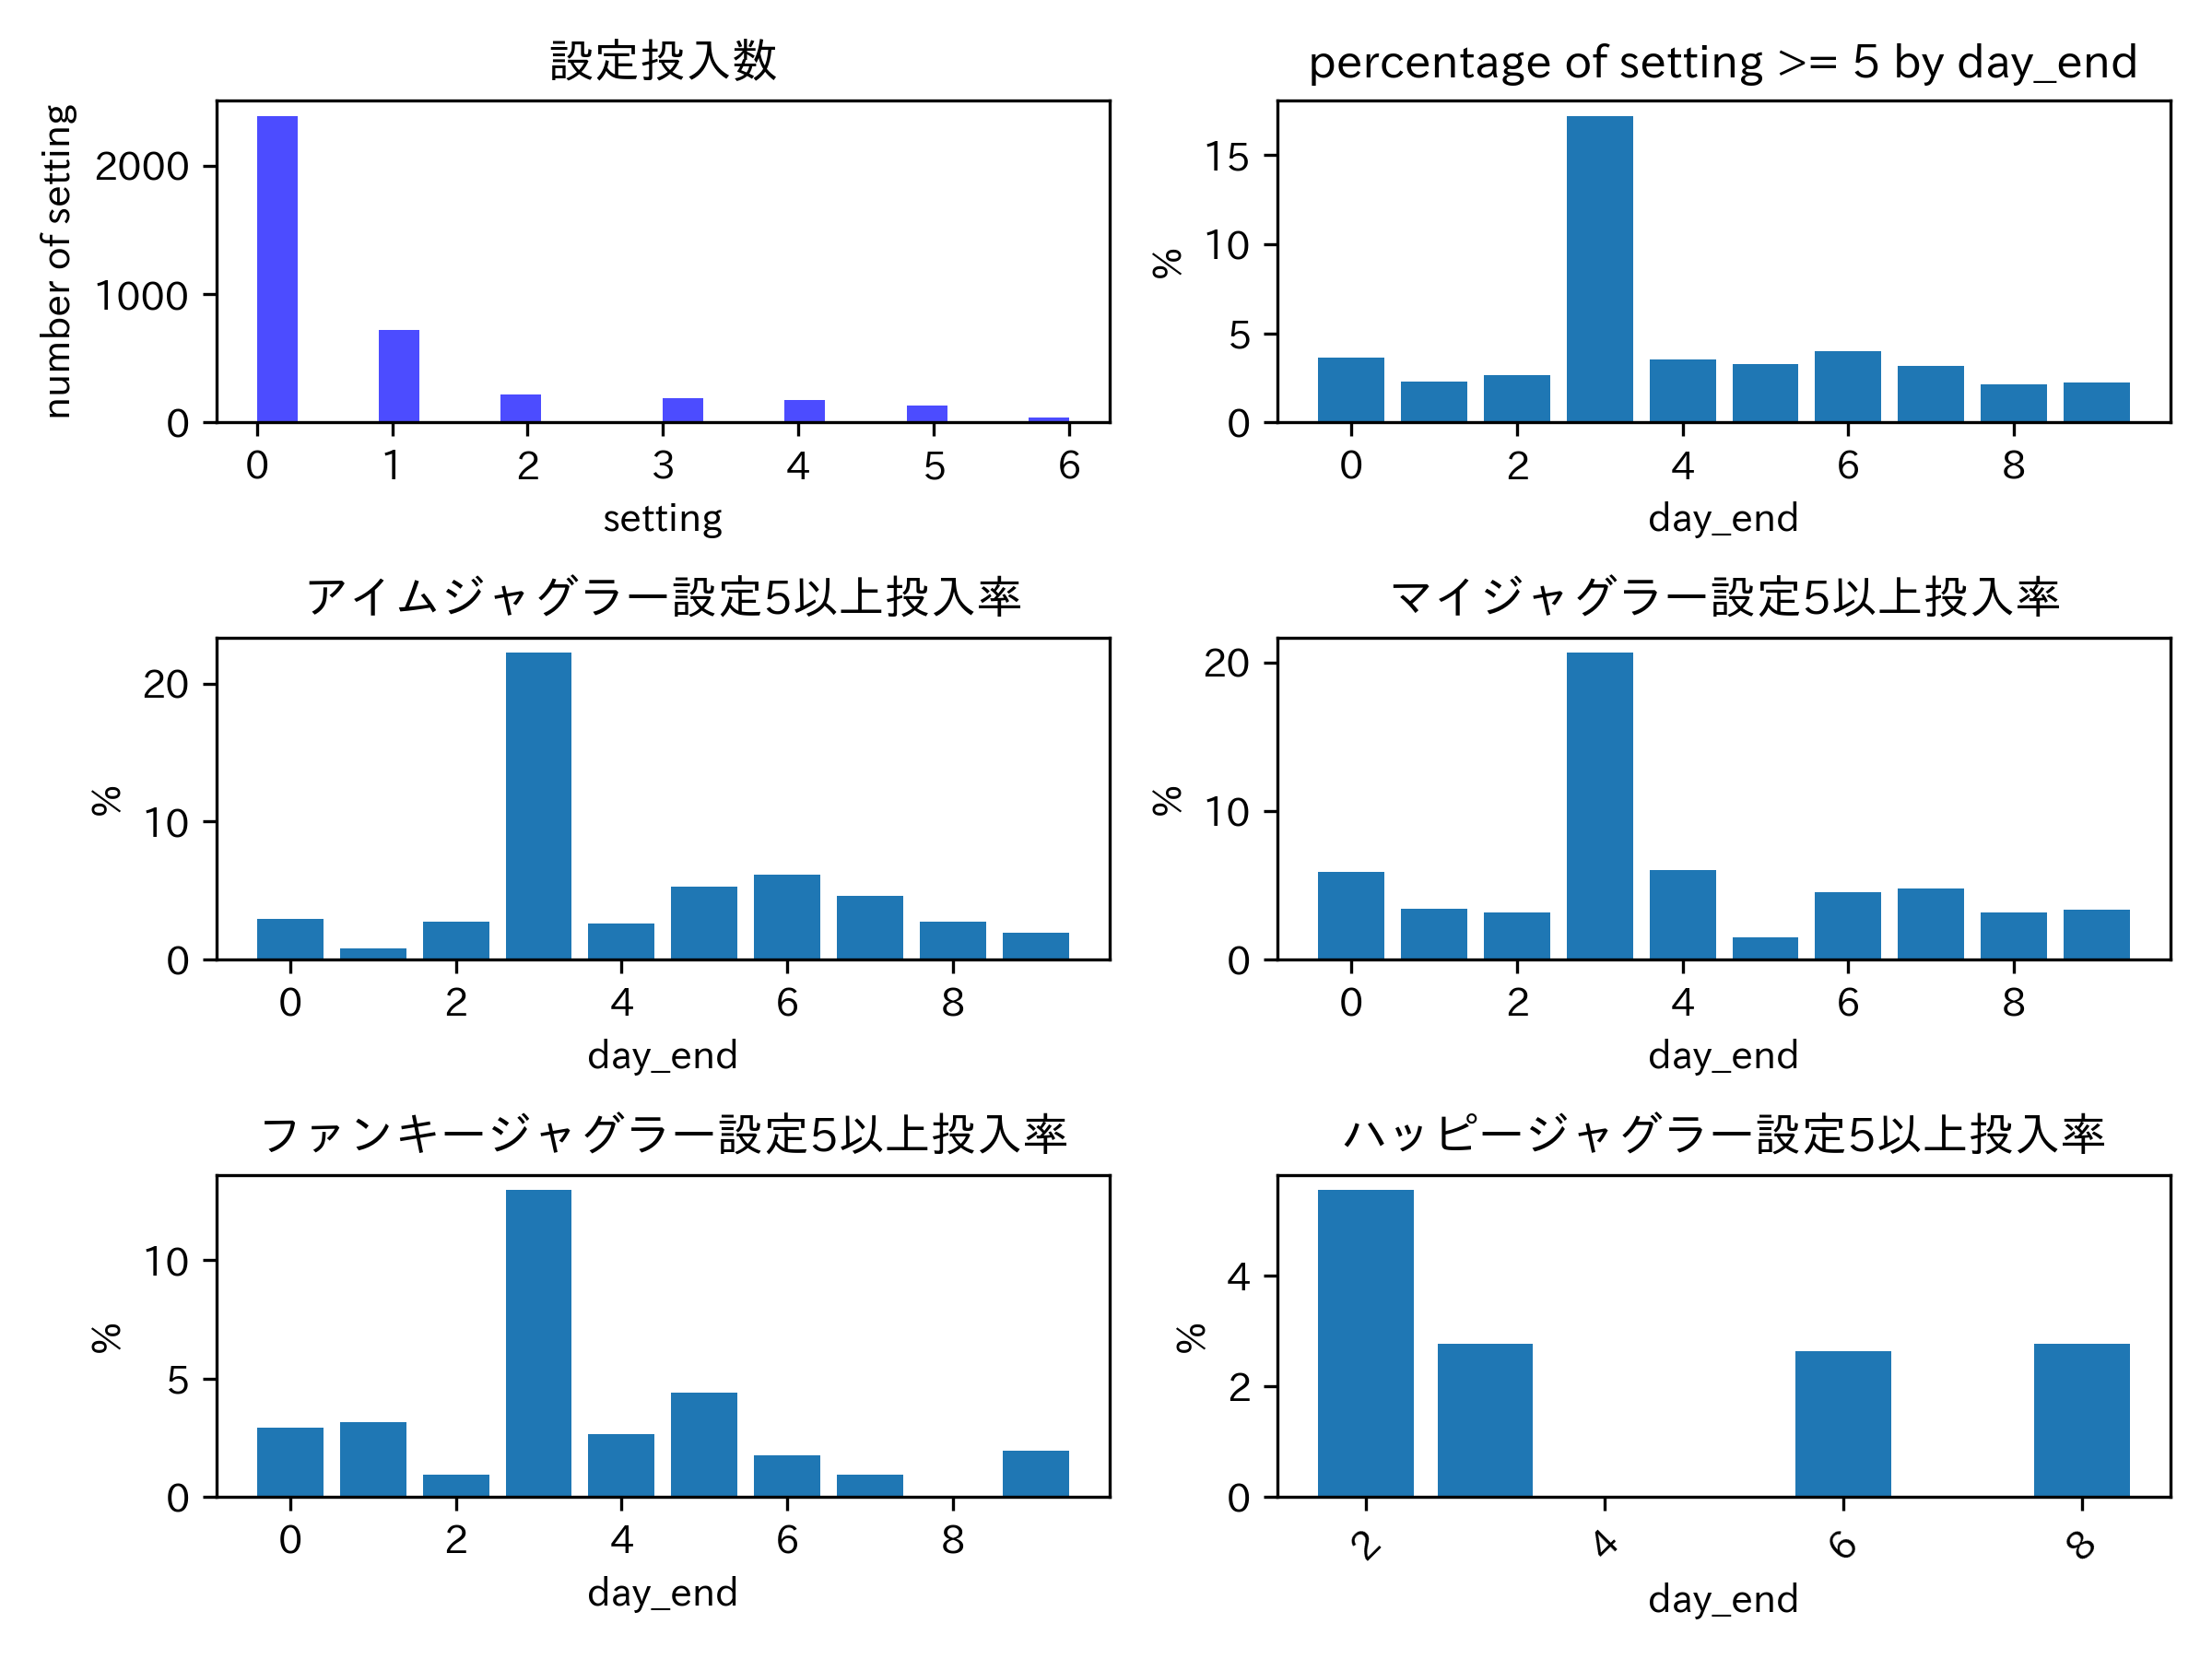 設定投入数
number of setting
2000
1000
0
0 1 2 3 4 5 6
setting
percentage of setting >= 5 by day_end
%
15
10
5
0
0 2 4 6 8
day_end
アイムジャグラー設定5以上投入率
%
20
10
0
0 2 4 6 8
day_end
マイジャグラー設定5以上投入率
%
20
10
0
0 2 4 6 8
day_end
ファンキージャグラー設定5以上投入率
%
10
5
0
0 2 4 6 8
day_end
ハッピージャグラー設定5以上投入率
%
4
2
0
2 4 6 8
day_end